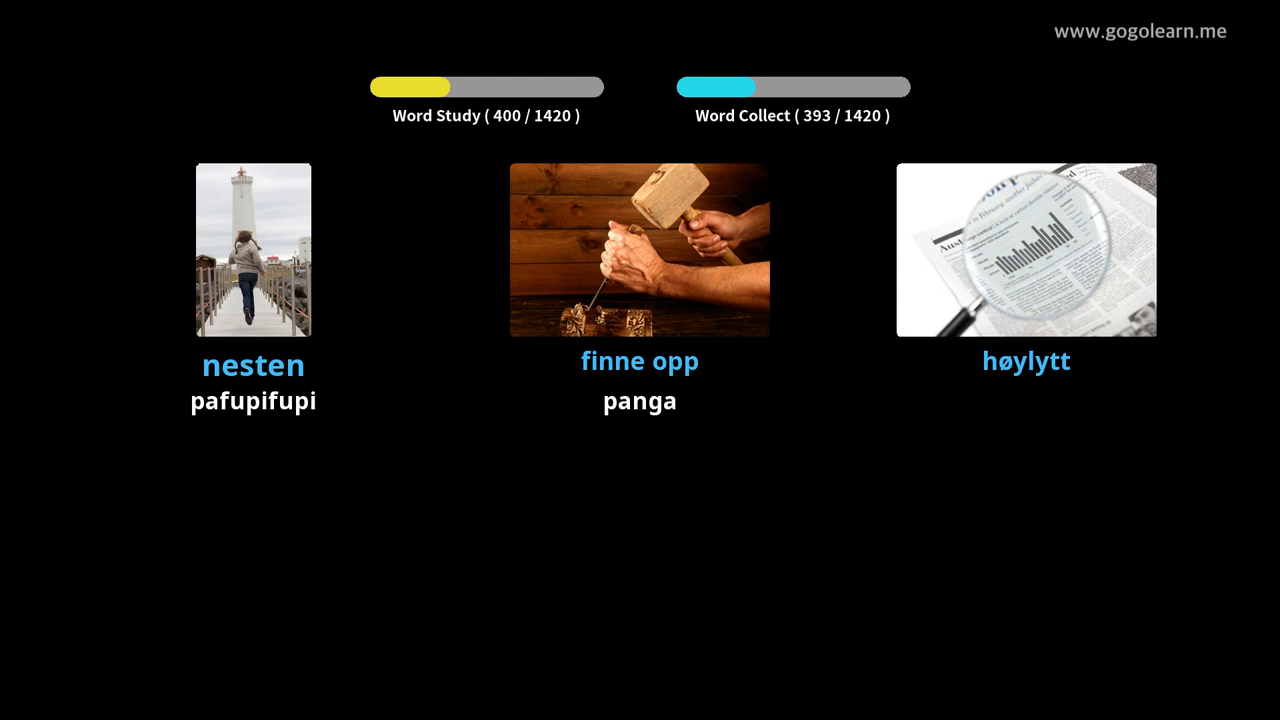 www.gogolearn.me
Word Study ( 400 / 1420 )
Word Collect ( 393 / 1420 )
nesten
finne opp
høylytt
pafupifupi
panga